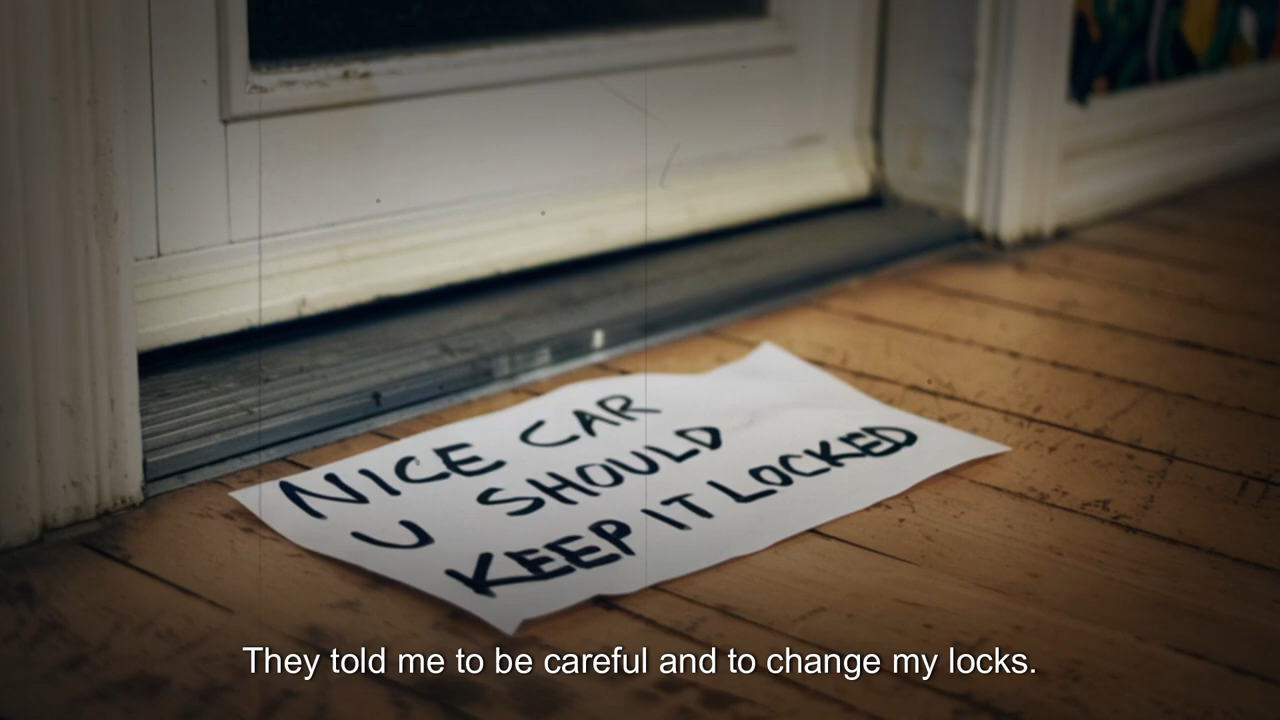 NICE CAR
U SHOULD
KEEP IT LOCKED
They told me to be careful and to change my locks.